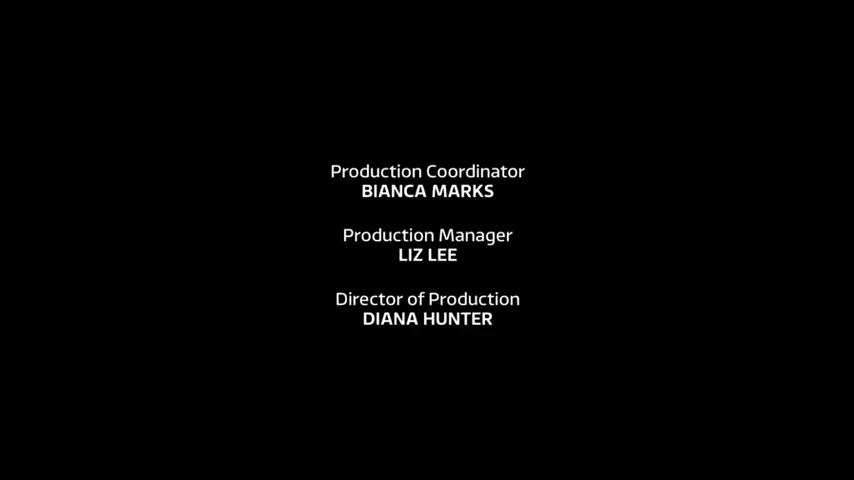 Production Coordinator
BIANCA MARKS
Production Manager
LIZ LEE
Director of Production
DIANA HUNTER